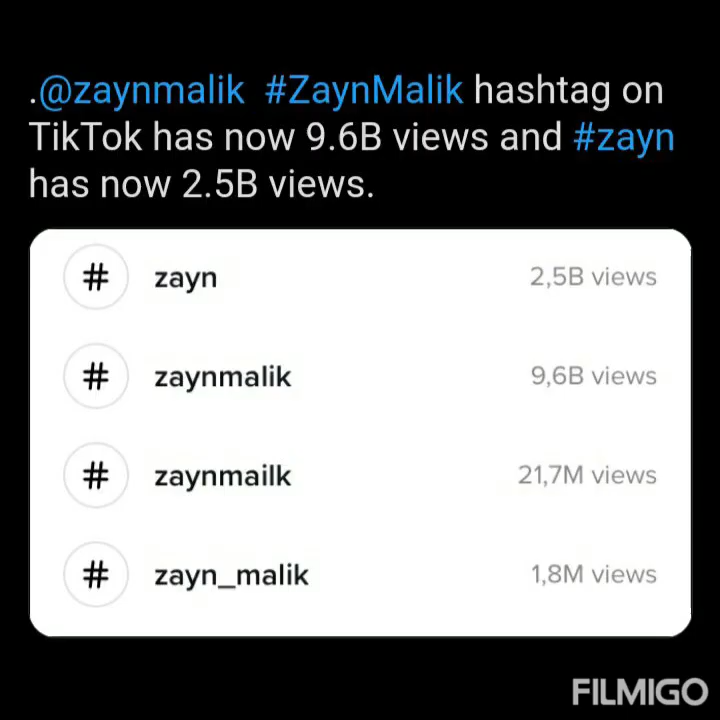 .@zaynmalik #ZaynMalik hashtag on
TikTok has now 9.6B views and #zayn
has now 2.5B views.
# zayn 2,5B views
# zaynmalik 9,6B views
# zaynmailk 21,7M views
# zayn_malik 1,8M views
FILMIGO